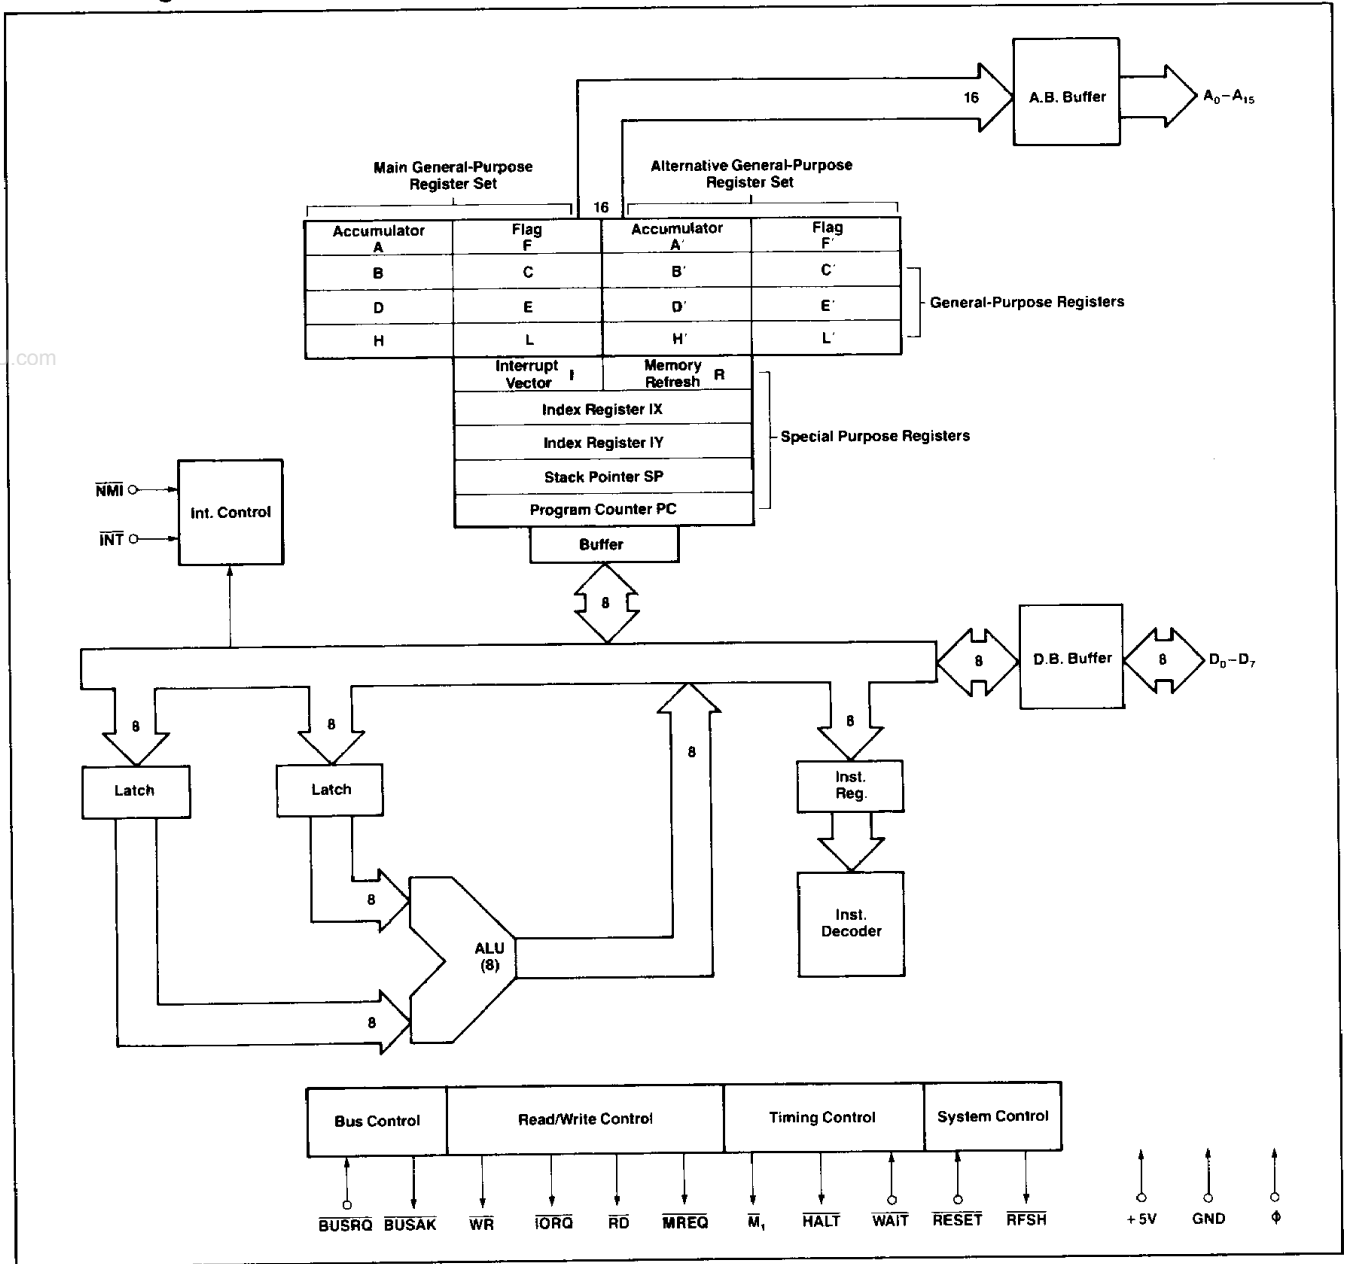 A.B. Buffer
16
A0–A15
Main General-Purpose
Register Set
Alternative General-Purpose
Register Set
16
Accumulator
A
Flag
F
Accumulator
A′
Flag
F′
B
C
B′
C′
D
E
D′
E′
General-Purpose Registers
H
L
H′
L′
.com
Interrupt
Vector
I
Memory
Refresh
R
Index Register IX
Index Register IY
Special Purpose Registers
Stack Pointer SP
Program Counter PC
NMI
INT
Int. Control
Buffer
8
8
D.B. Buffer
8
D0–D7
8
8
8
8
Latch
Latch
Inst.
Reg.
8
ALU
(8)
Inst.
Decoder
8
Bus Control
Read/Write Control
Timing Control
System Control
BUSRQ
BUSAK
WR
IORQ
RD
MREQ
M1
HALT
WAIT
RESET
RFSH
+5V
GND
ϕ